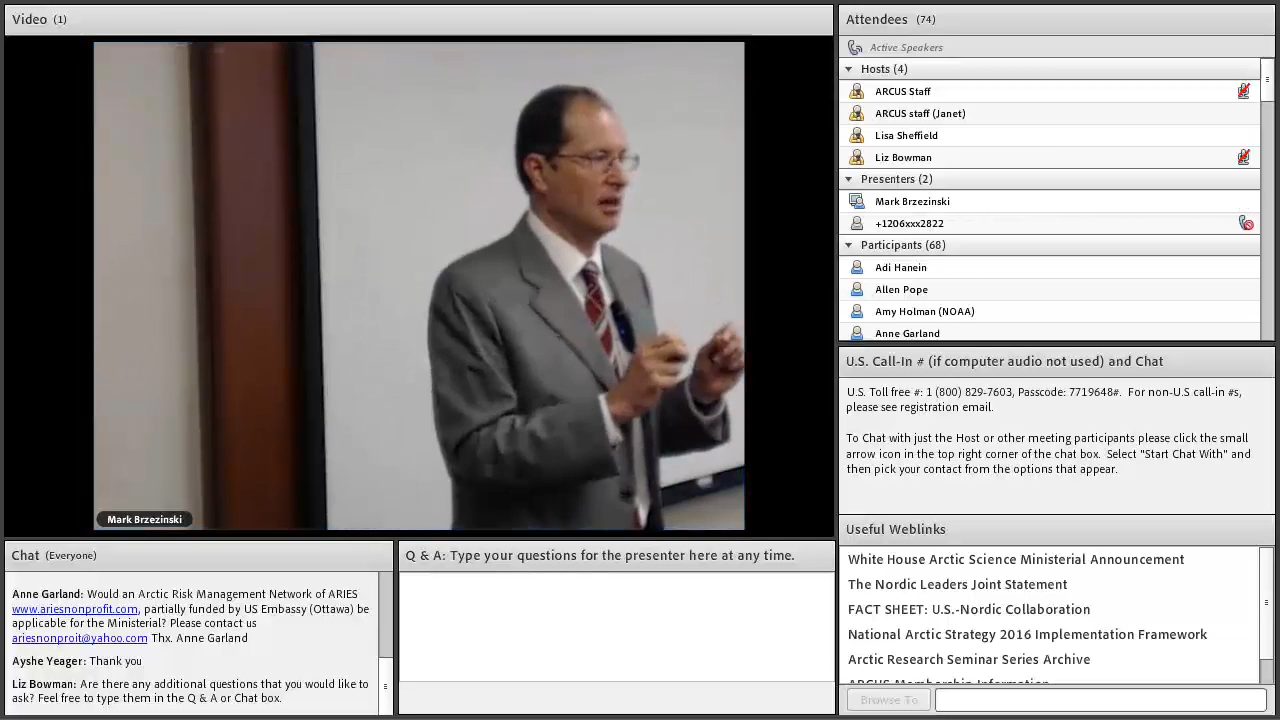 Video (1)
Mark Brzezinski
Chat (Everyone)
Anne Garland: Would an Arctic Risk Management Network of ARIES
www.ariesnonprofit.com, partially funded by US Embassy (Ottawa) be
applicable for the Ministerial? Please contact us
ariesnonproit@yahoo.com Thx. Anne Garland
Ayshe Yeager: Thank you
Liz Bowman: Are there any additional questions that you would like to
ask? Feel free to type them in the Q & A or Chat box.
Q & A: Type your questions for the presenter here at any time.
Attendees (74)
Active Speakers
Hosts (4)
ARCUS Staff
ARCUS staff (Janet)
Lisa Sheffield
Liz Bowman
Presenters (2)
Mark Brzezinski
+1206xxx2822
Participants (68)
Adi Hanein
Allen Pope
Amy Holman (NOAA)
Anne Garland
U.S. Call-In # (if computer audio not used) and Chat
U.S. Toll free #: 1 (800) 829-7603, Passcode: 7719648#. For non-U.S call-in #s,
please see registration email.
To Chat with just the Host or other meeting participants please click the small
arrow icon in the top right corner of the chat box. Select "Start Chat With" and
then pick your contact from the options that appear.
Useful Weblinks
White House Arctic Science Ministerial Announcement
The Nordic Leaders Joint Statement
FACT SHEET: U.S.-Nordic Collaboration
National Arctic Strategy 2016 Implementation Framework
Arctic Research Seminar Series Archive
ARCUS Membership Information
Browse To